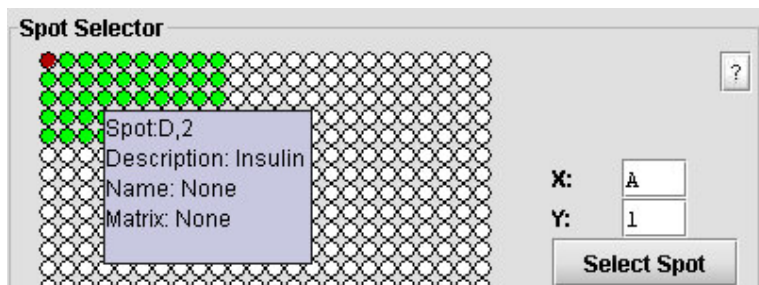 Spot Selector
?
Spot:D,2
Description: Insulin
Name: None
Matrix: None
X: A
Y: 1
Select Spot